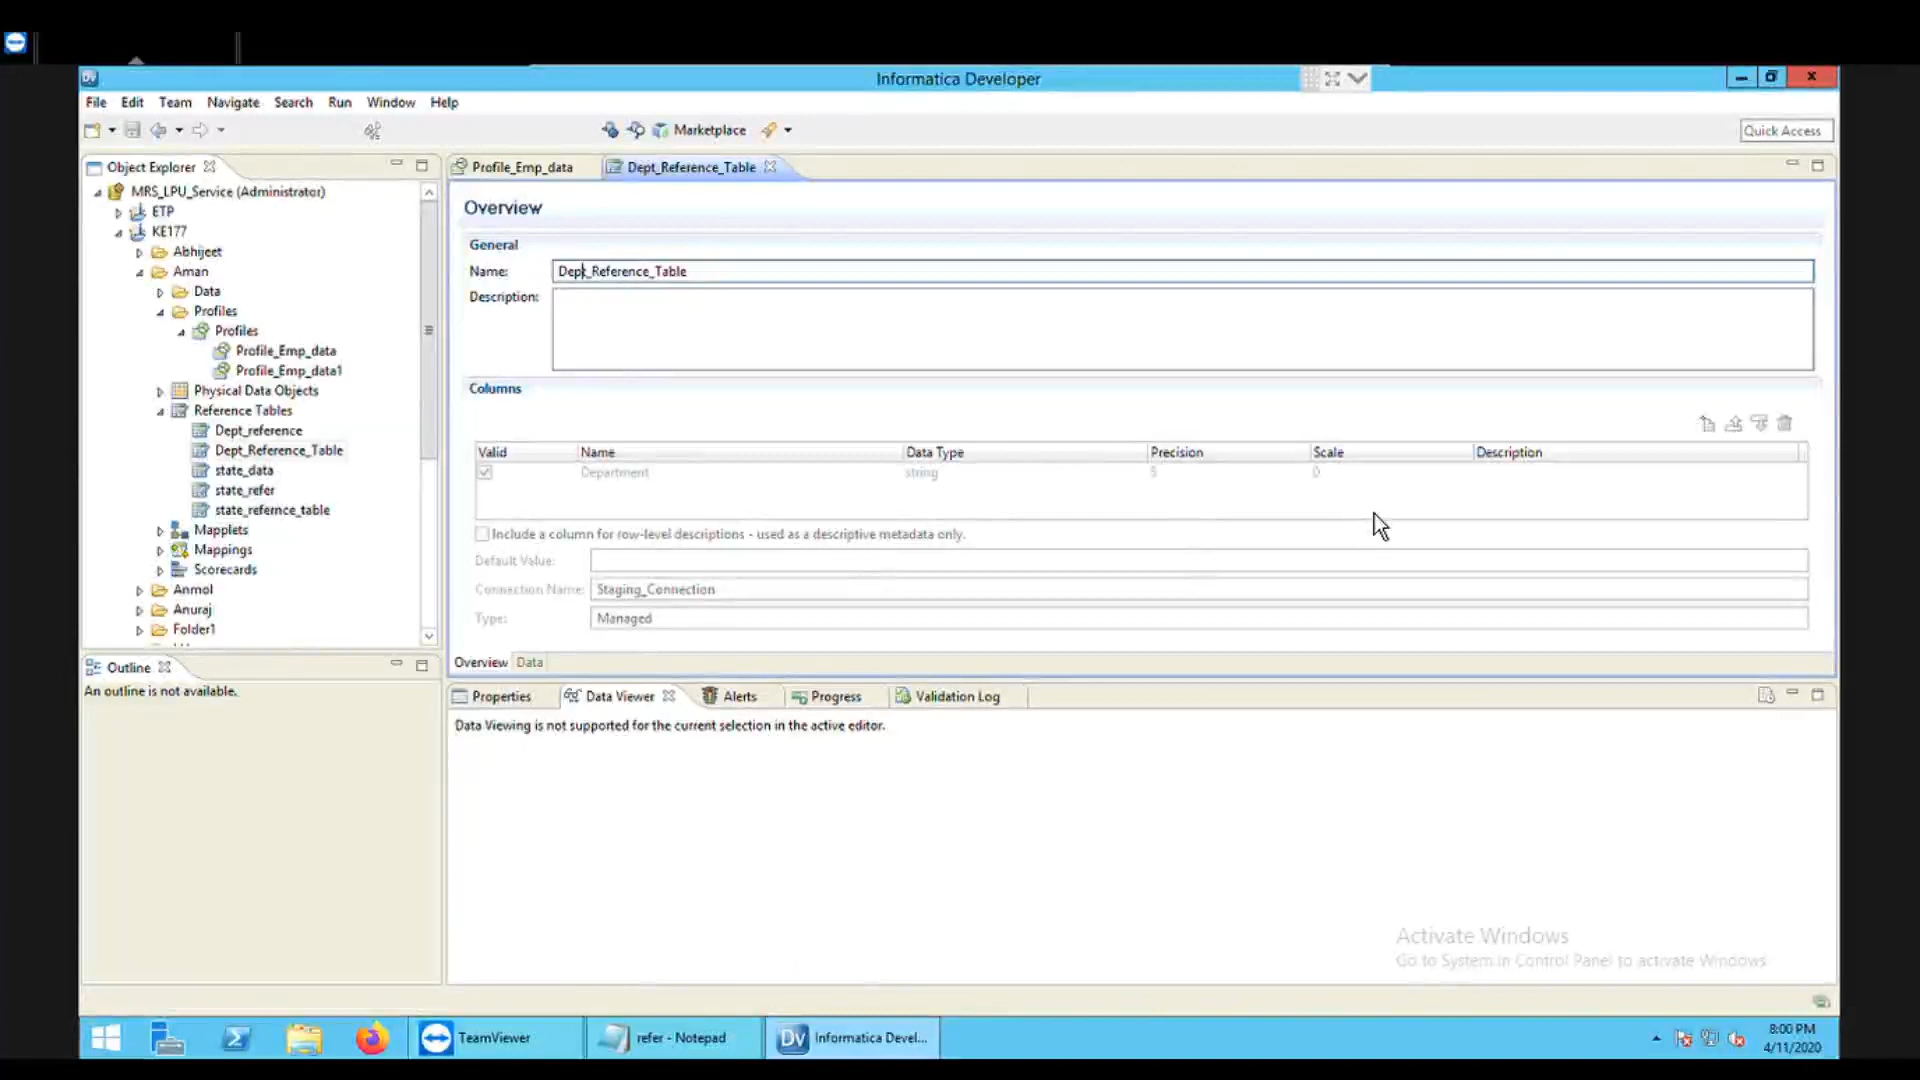 Dv
Informatica Developer
File Edit Team Navigate Search Run Window Help
Marketplace
Quick Access
Object Explorer
MRS_LPU_Service (Administrator)
ETP
KE177
Abhijeet
Aman
Data
Profiles
Profiles
Profile_Emp_data
Profile_Emp_data1
Physical Data Objects
Reference Tables
Dept_reference
Dept_Reference_Table
state_data
state_refer
state_refernce_table
Mapplets
Mappings
Scorecards
Anmol
Anuraj
Folder1
Outline
An outline is not available.
Profile_Emp_data Dept_Reference_Table
Overview
General
Name: Dept_Reference_Table
Description:
Columns
Valid Name Data Type Precision Scale Description
Department string 5 0
Include a column for row-level descriptions - used as a descriptive metadata only.
Default Value:
Connection Name: Staging_Connection
Type: Managed
Overview Data
Properties Data Viewer Alerts Progress Validation Log
Data Viewing is not supported for the current selection in the active editor.
Activate Windows
Go to System in Control Panel to activate Windows
TeamViewer refer - Notepad Dv Informatica Devel...
8:00 PM
4/11/2020